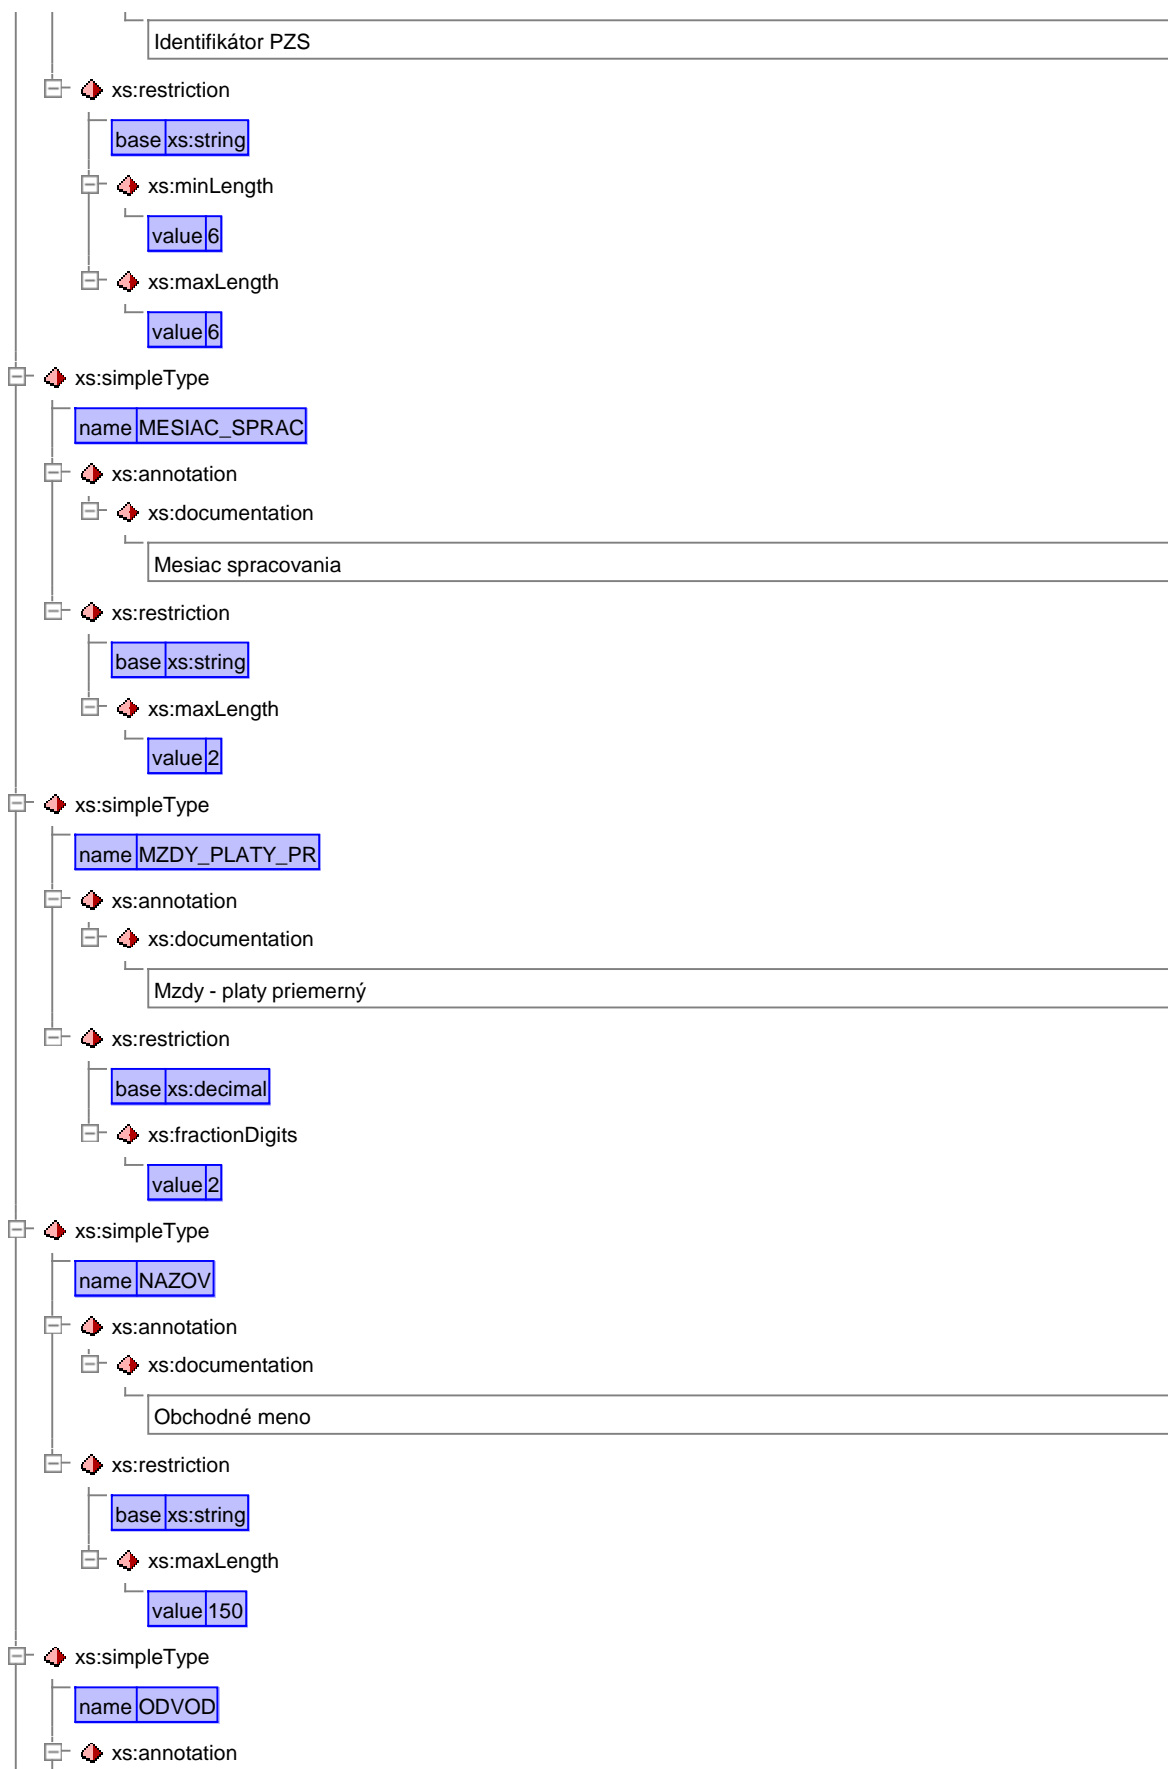 Identifikátor PZS
xs:restriction
base xs:string
xs:minLength
value 6
xs:maxLength
value 6
xs:simpleType
name MESIAC_SPRAC
xs:annotation
xs:documentation
Mesiac spracovania
xs:restriction
base xs:string
xs:maxLength
value 2
xs:simpleType
name MZDY_PLATY_PR
xs:annotation
xs:documentation
Mzdy - platy priemerný
xs:restriction
base xs:decimal
xs:fractionDigits
value 2
xs:simpleType
name NAZOV
xs:annotation
xs:documentation
Obchodné meno
xs:restriction
base xs:string
xs:maxLength
value 150
xs:simpleType
name ODVOD
xs:annotation